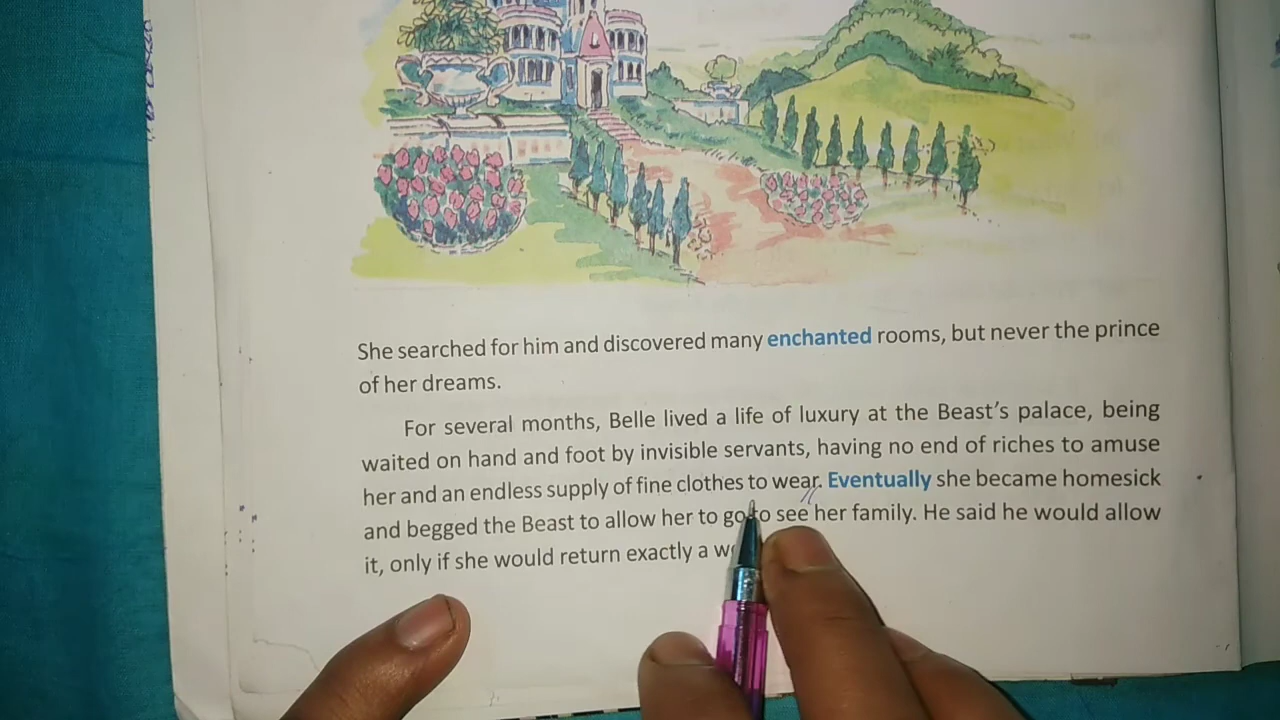 She searched for him and discovered many enchanted rooms, but never the prince
of her dreams.
For several months, Belle lived a life of luxury at the Beast's palace, being
waited on hand and foot by invisible servants, having no end of riches to amuse
her and an endless supply of fine clothes to wear. Eventually she became homesick
and begged the Beast to allow her to go to see her family. He said he would allow
it, only if she would return exactly a